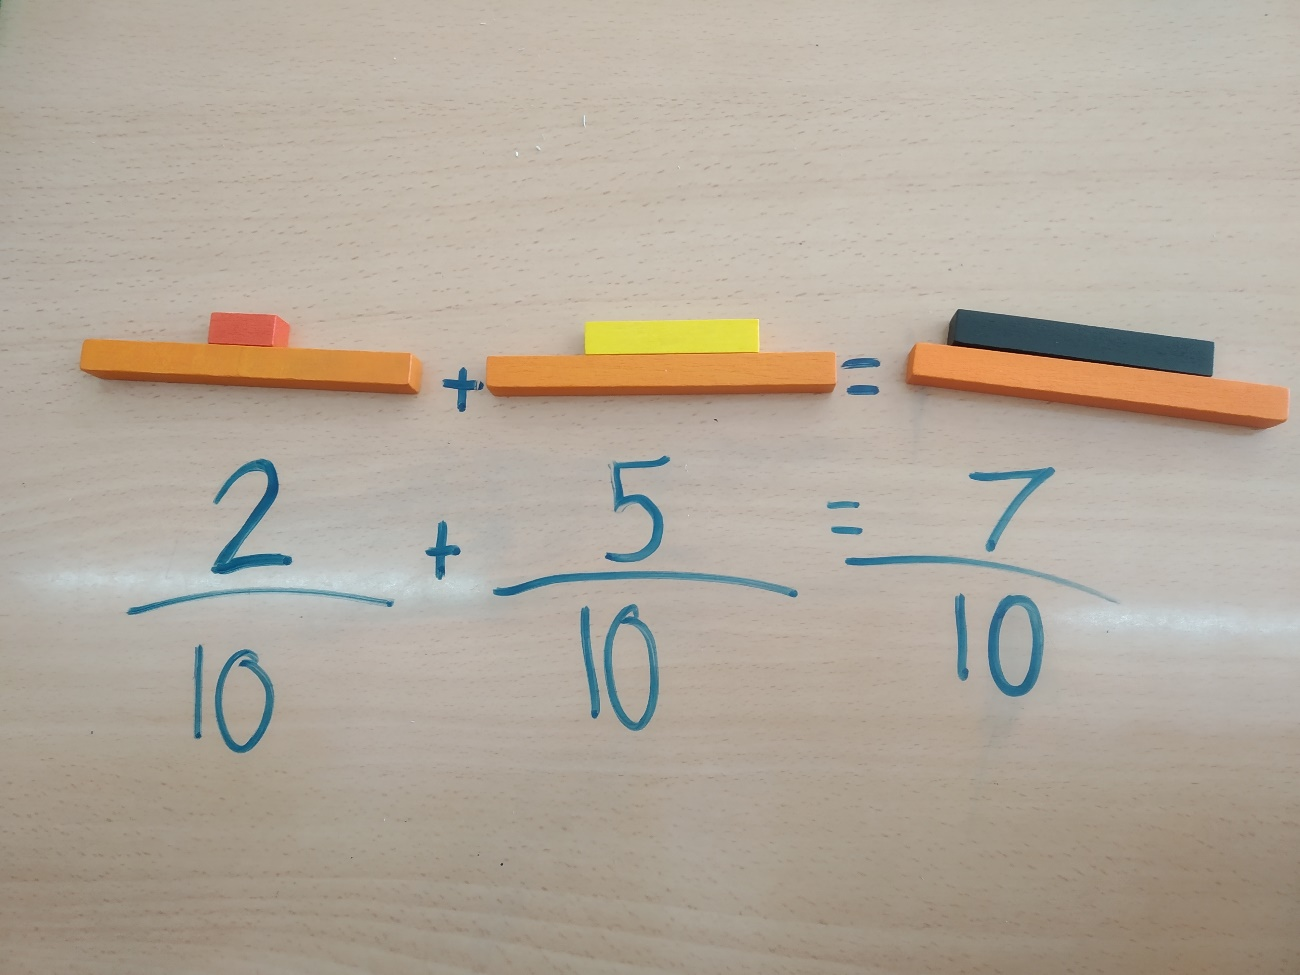 + =
2/10 + 5/10 = 7/10